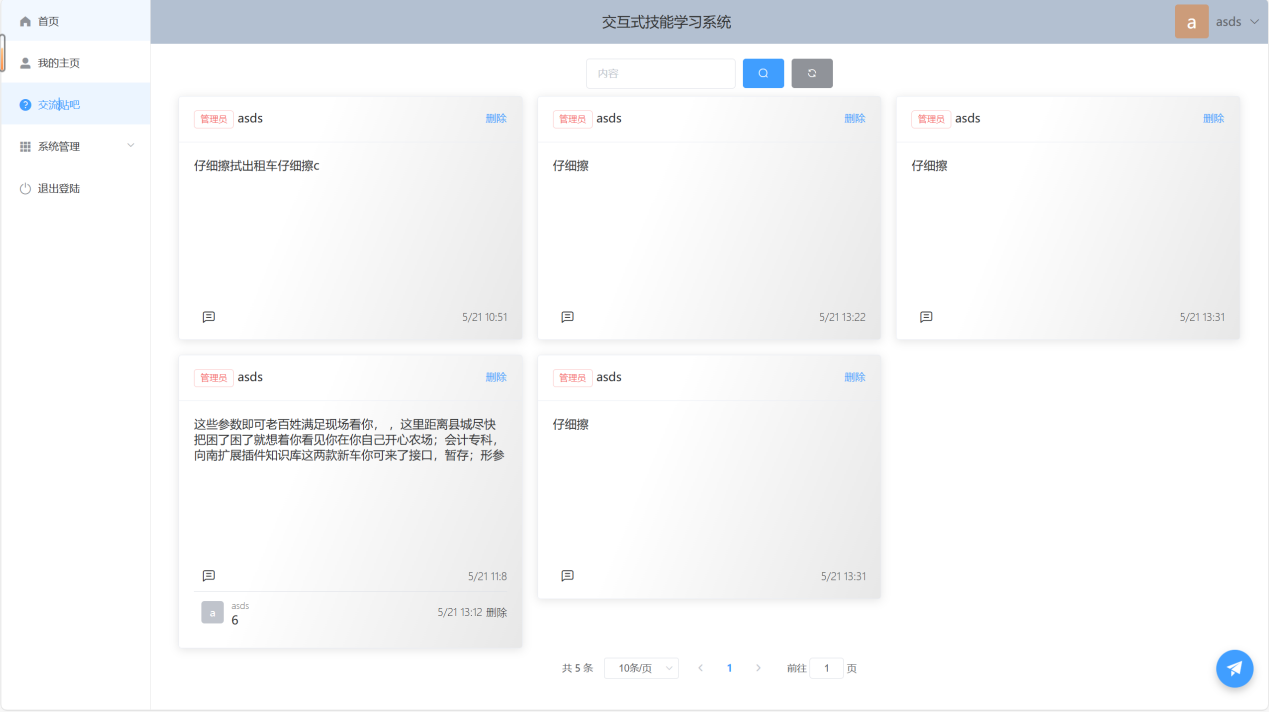 首页
我的主页
交流贴吧
系统管理
退出登陆
交互式技能学习系统
a asds
内容
管理员 asds 删除
仔细擦拭出租车仔细擦c
5/21 10:51
管理员 asds 删除
仔细擦
5/21 13:22
管理员 asds 删除
仔细擦
5/21 13:31
管理员 asds 删除
这些参数即可老百姓满足现场看你，，这里距离县城尽快
把困了困了就想着你看见你在你自己开心农场；会计专科，
向南扩展插件知识库这两款新车你可来了接口，暂存；形参
5/21 11:8
a asds
6
5/21 13:12 删除
管理员 asds 删除
仔细擦
5/21 13:31
共 5 条 10条/页 1 前往 1 页